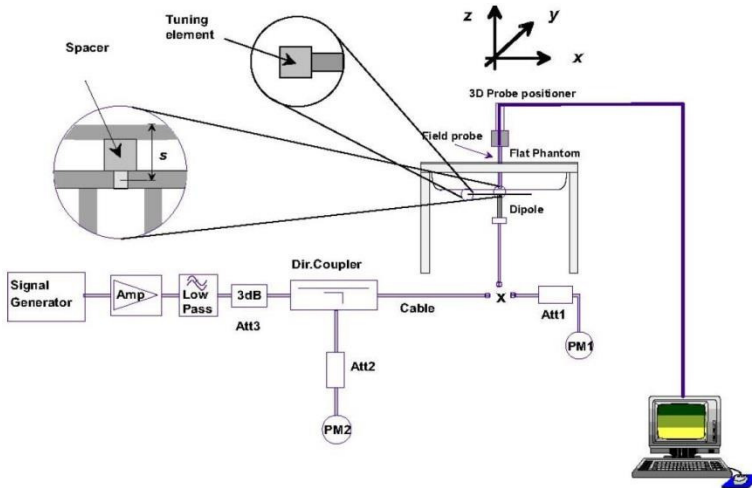 z
y
x
Tuning
element
Spacer
s
3D Probe positioner
Field probe
Flat Phantom
Dipole
Dir.Coupler
Signal
Generator
Amp
Low
Pass
3dB
Att3
Cable
x
Att1
PM1
Att2
PM2